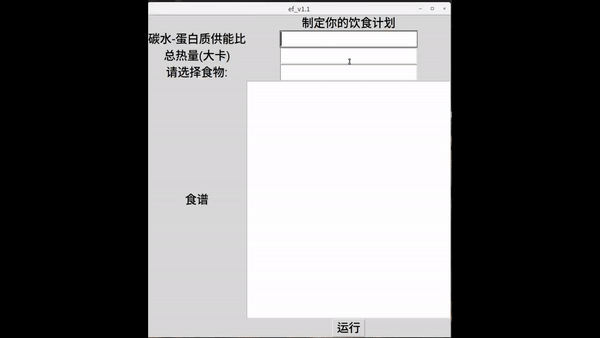 ef_v1.1
制定你的饮食计划
碳水-蛋白质供能比
总热量(大卡)
请选择食物:
食谱
运行